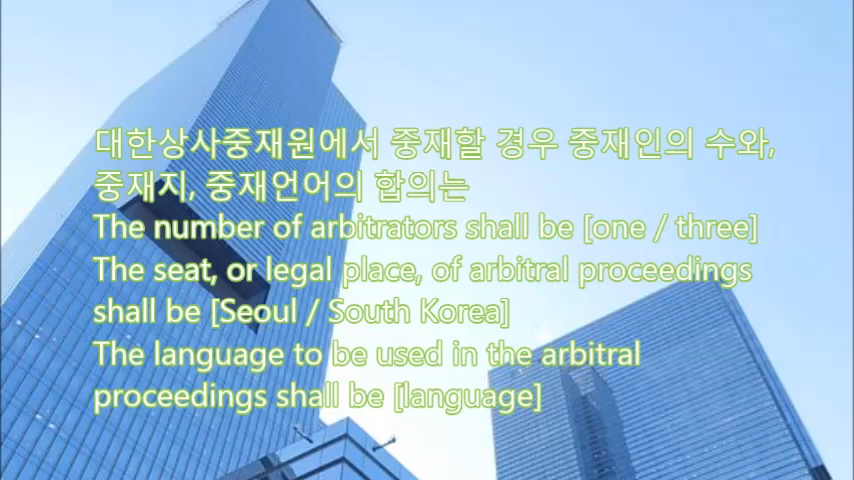 대한상사중재원에서 중재할 경우 중재인의 수와,
중재지, 중재언어의 합의는
The number of arbitrators shall be [one / three]
The seat, or legal place, of arbitral proceedings
shall be [Seoul / South Korea]
The language to be used in the arbitral
proceedings shall be [language]